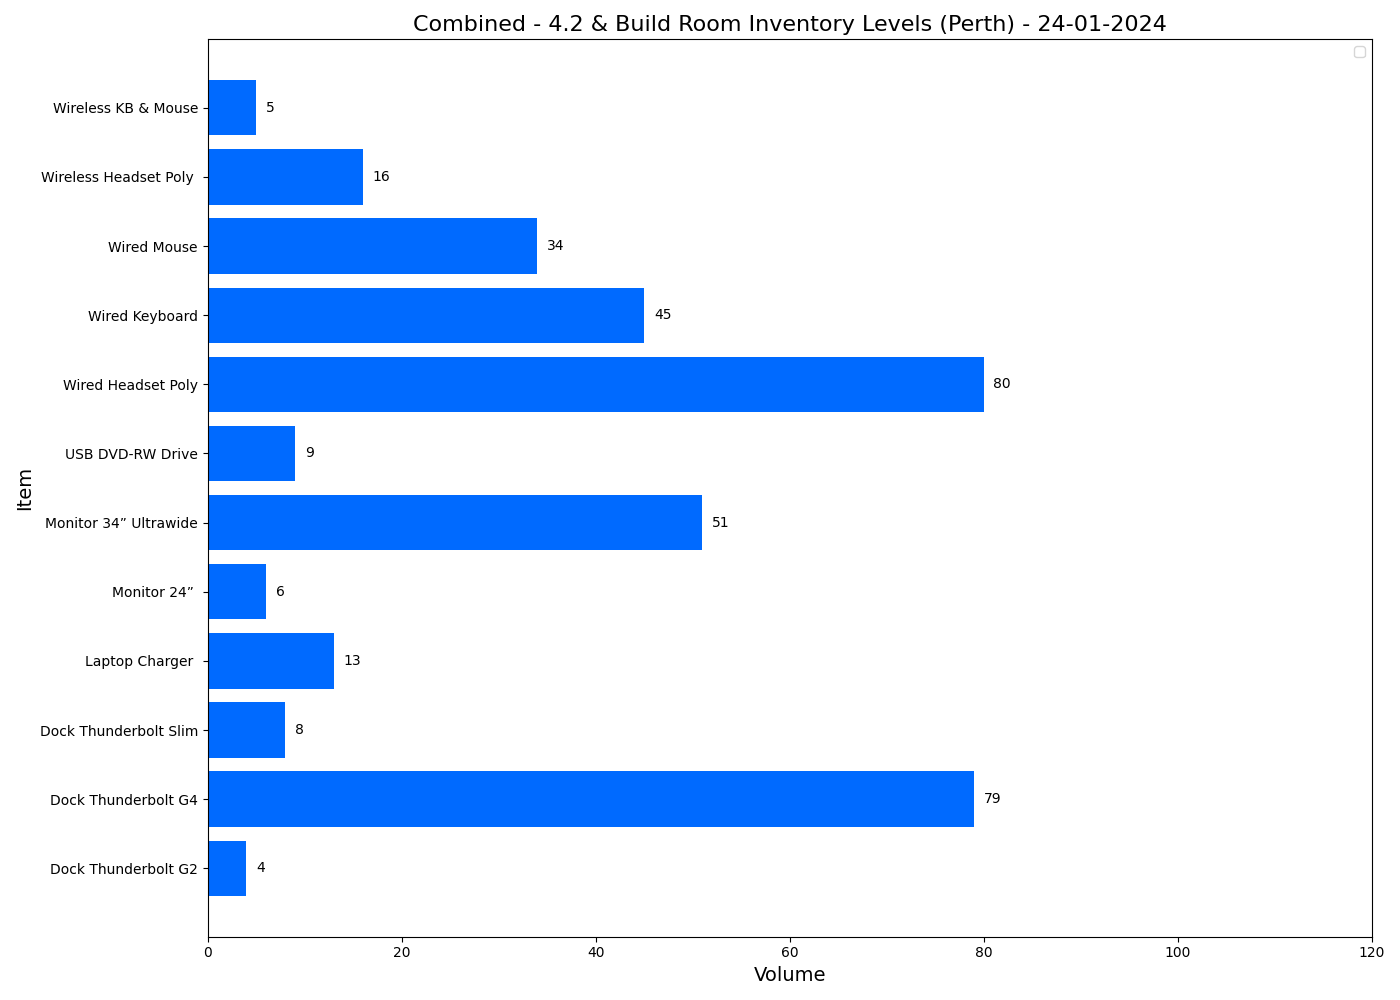 Combined - 4.2 & Build Room Inventory Levels (Perth) - 24-01-2024
Wireless KB & Mouse 5
Wireless Headset Poly 16
Wired Mouse 34
Wired Keyboard 45
Wired Headset Poly 80
USB DVD-RW Drive 9
Monitor 34” Ultrawide 51
Monitor 24” 6
Laptop Charger 13
Dock Thunderbolt Slim 8
Dock Thunderbolt G4 79
Dock Thunderbolt G2 4
Item
0 20 40 60 80 100 120
Volume